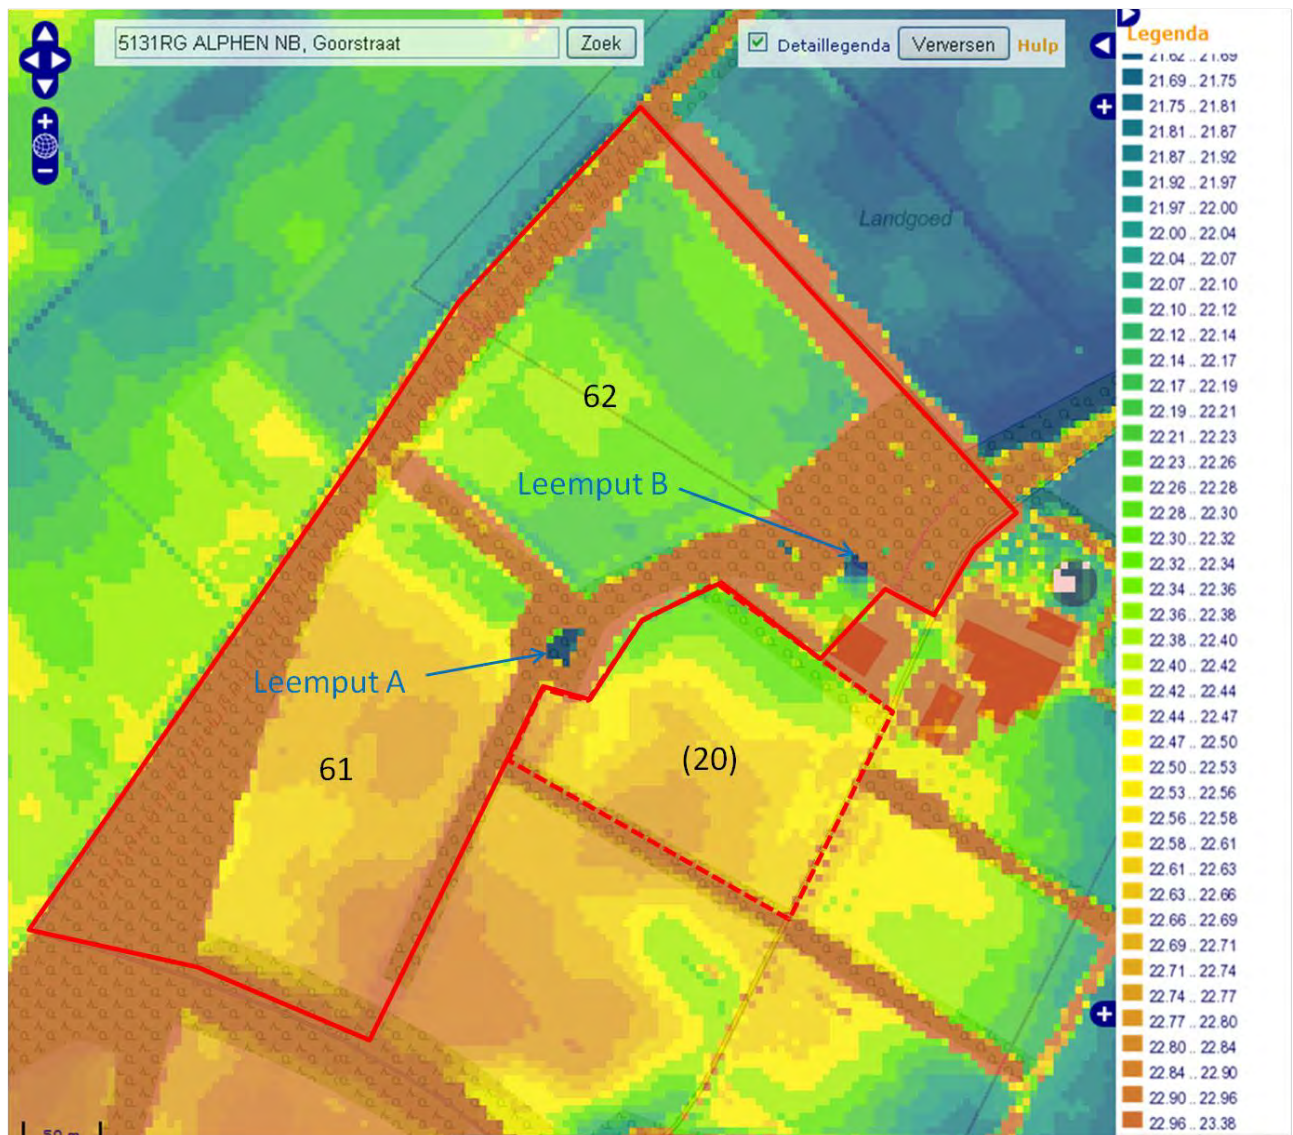 5131RG ALPHEN NB, Goorstraat
Zoek
Detaillegenda
Verversen
Hulp
Legenda
21.62 .. 21.69
21.69 .. 21.75
21.75 .. 21.81
21.81 .. 21.87
21.87 .. 21.92
21.92 .. 21.97
21.97 .. 22.00
22.00 .. 22.04
22.04 .. 22.07
22.07 .. 22.10
22.10 .. 22.12
22.12 .. 22.14
22.14 .. 22.17
22.17 .. 22.19
22.19 .. 22.21
22.21 .. 22.23
22.23 .. 22.26
22.26 .. 22.28
22.28 .. 22.30
22.30 .. 22.32
22.32 .. 22.34
22.34 .. 22.36
22.36 .. 22.38
22.38 .. 22.40
22.40 .. 22.42
22.42 .. 22.44
22.44 .. 22.47
22.47 .. 22.50
22.50 .. 22.53
22.53 .. 22.56
22.56 .. 22.58
22.58 .. 22.61
22.61 .. 22.63
22.63 .. 22.66
22.66 .. 22.69
22.69 .. 22.71
22.71 .. 22.74
22.74 .. 22.77
22.77 .. 22.80
22.80 .. 22.84
22.84 .. 22.90
22.90 .. 22.96
22.96 .. 23.38
Landgoed
62
Leemput B
Leemput A
61
(20)
50 m